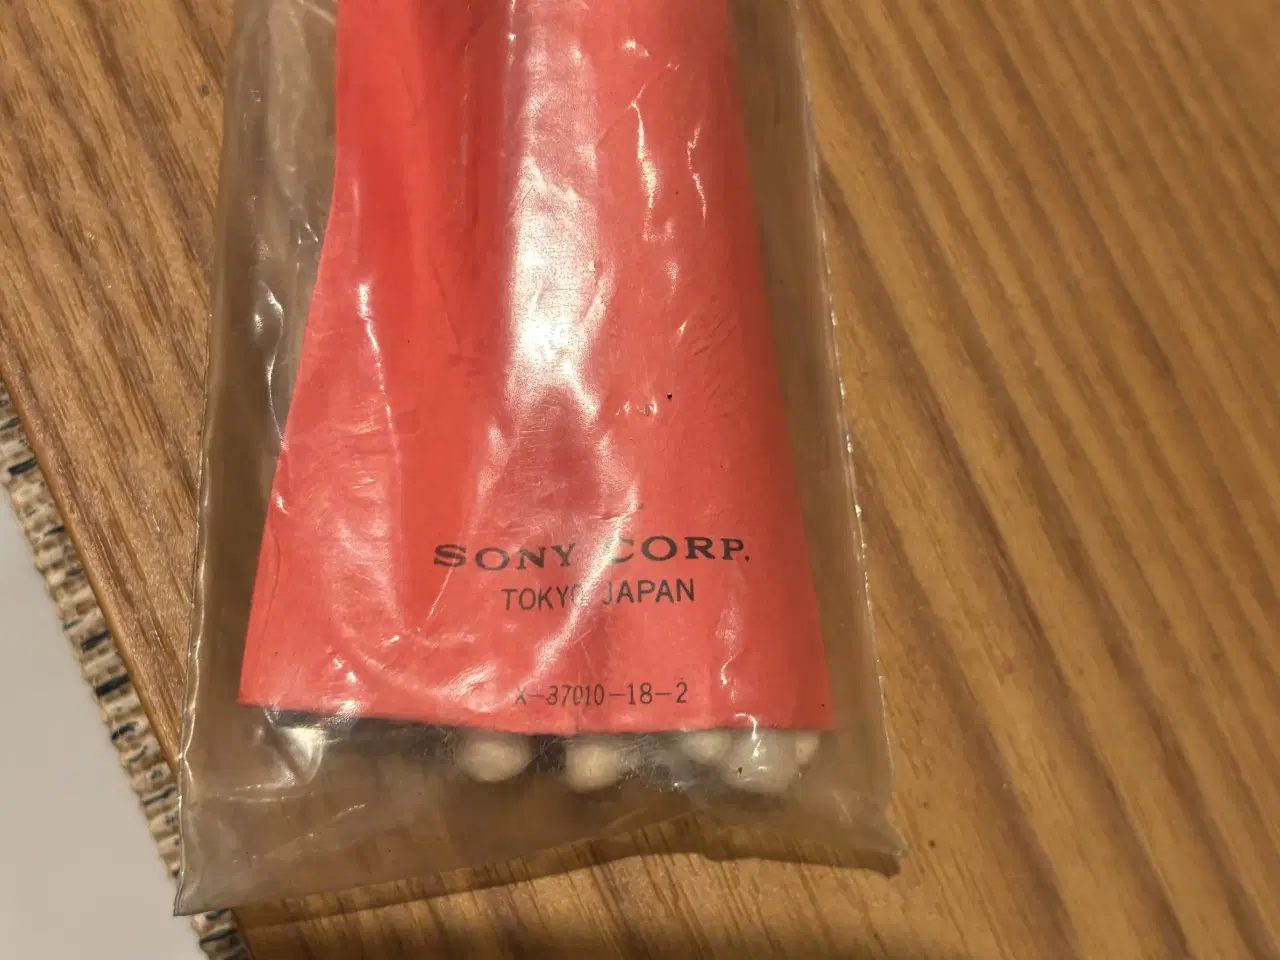 SONY CORP.
TOKYO JAPAN
X-37010-18-2